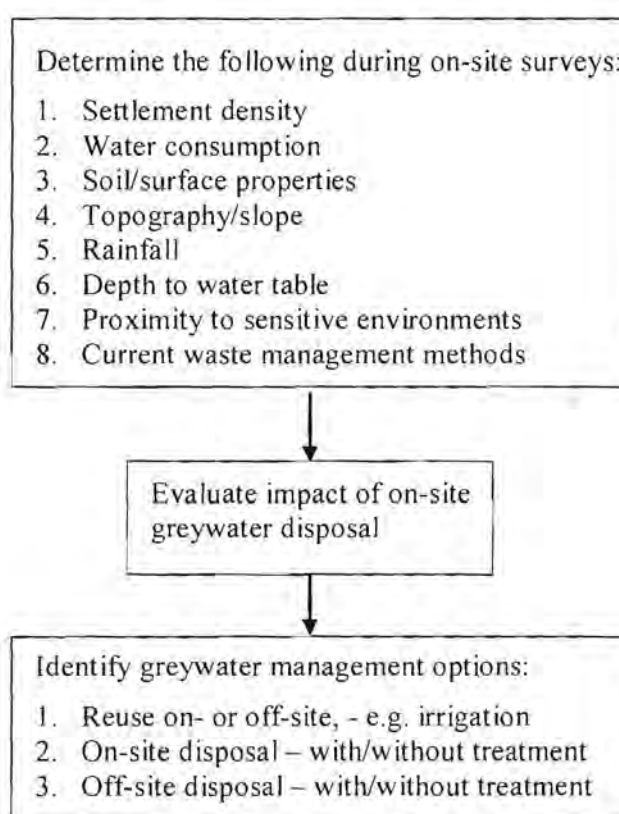 Determine the following during on-site surveys:
1. Settlement density
2. Water consumption
3. Soil/surface properties
4. Topography/slope
5. Rainfall
6. Depth to water table
7. Proximity to sensitive environments
8. Current waste management methods
Evaluate impact of on-site
greywater disposal
Identify greywater management options:
1. Reuse on- or off-site, - e.g. irrigation
2. On-site disposal – with/without treatment
3. Off-site disposal – with/without treatment